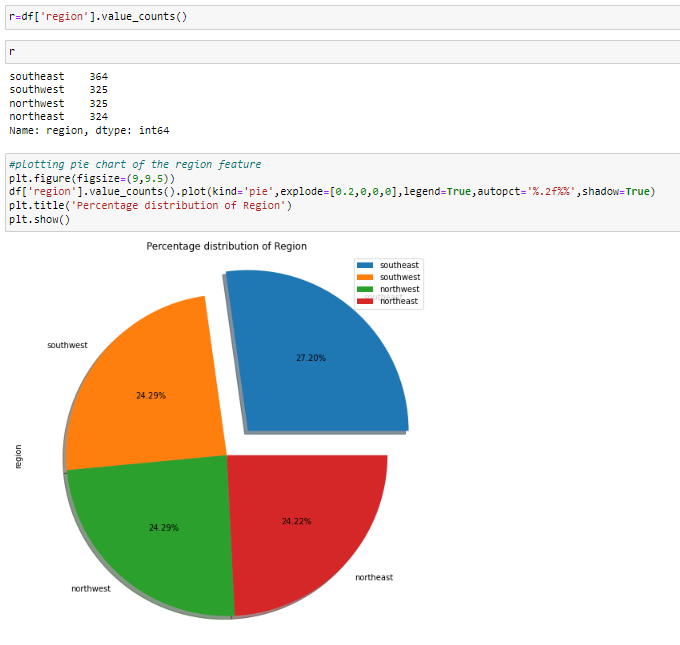 r=df['region'].value_counts()
r
southeast    364
southwest    325
northwest    325
northeast    324
Name: region, dtype: int64
#plotting pie chart of the region feature
plt.figure(figsize=(9,9.5))
df['region'].value_counts().plot(kind='pie',explode=[0.2,0,0,0],legend=True,autopct='%.2f%%',shadow=True)
plt.title('Percentage distribution of Region')
plt.show()
Percentage distribution of Region
southeast
southwest
northwest
northeast
southwest
27.20%
24.29%
region
24.22%
24.29%
northeast
northwest